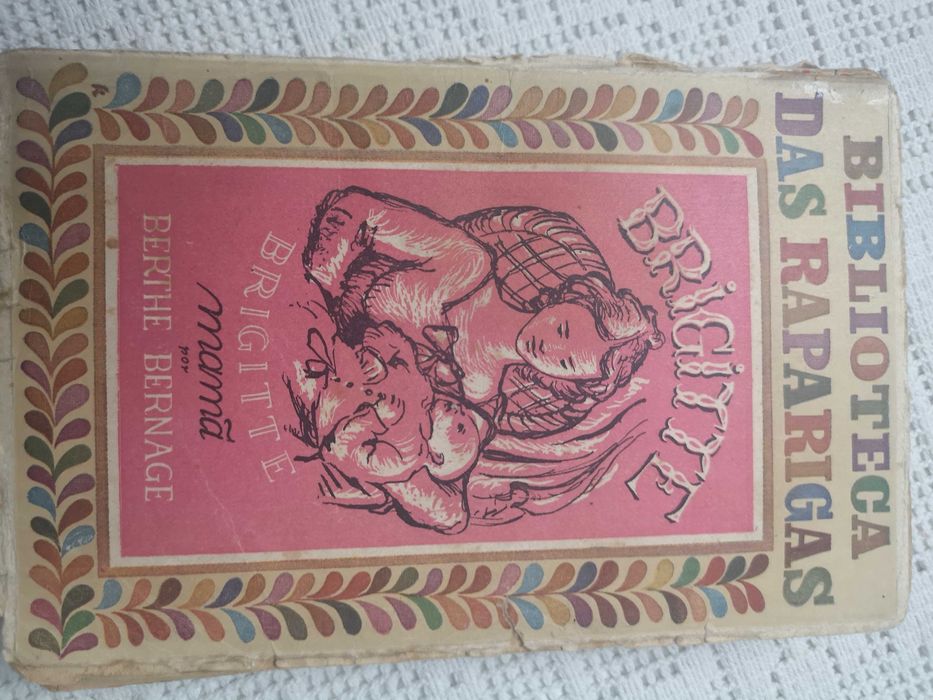 BIBLIOTECA
DAS RAPARIGAS
BRIGITTE
BRIGITTE
mamã
POR
BERTHE BERNAGE